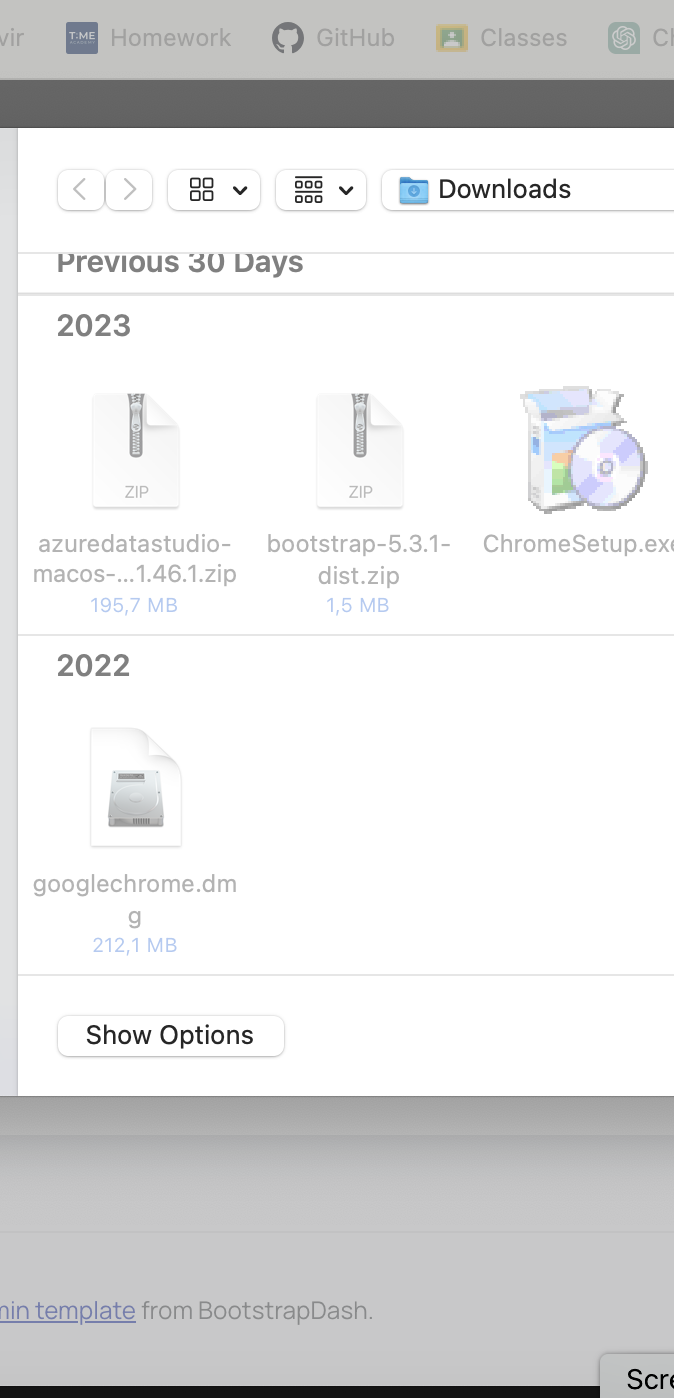 vir T:ME Homework GitHub Classes
Downloads
Previous 30 Days
2023
ZIP ZIP
azuredatastudio- bootstrap-5.3.1- ChromeSetup.exe
macos-...1.46.1.zip dist.zip
195,7 MB 1,5 MB
2022
googlechrome.dm
g
212,1 MB
Show Options
min template from BootstrapDash.
Scre